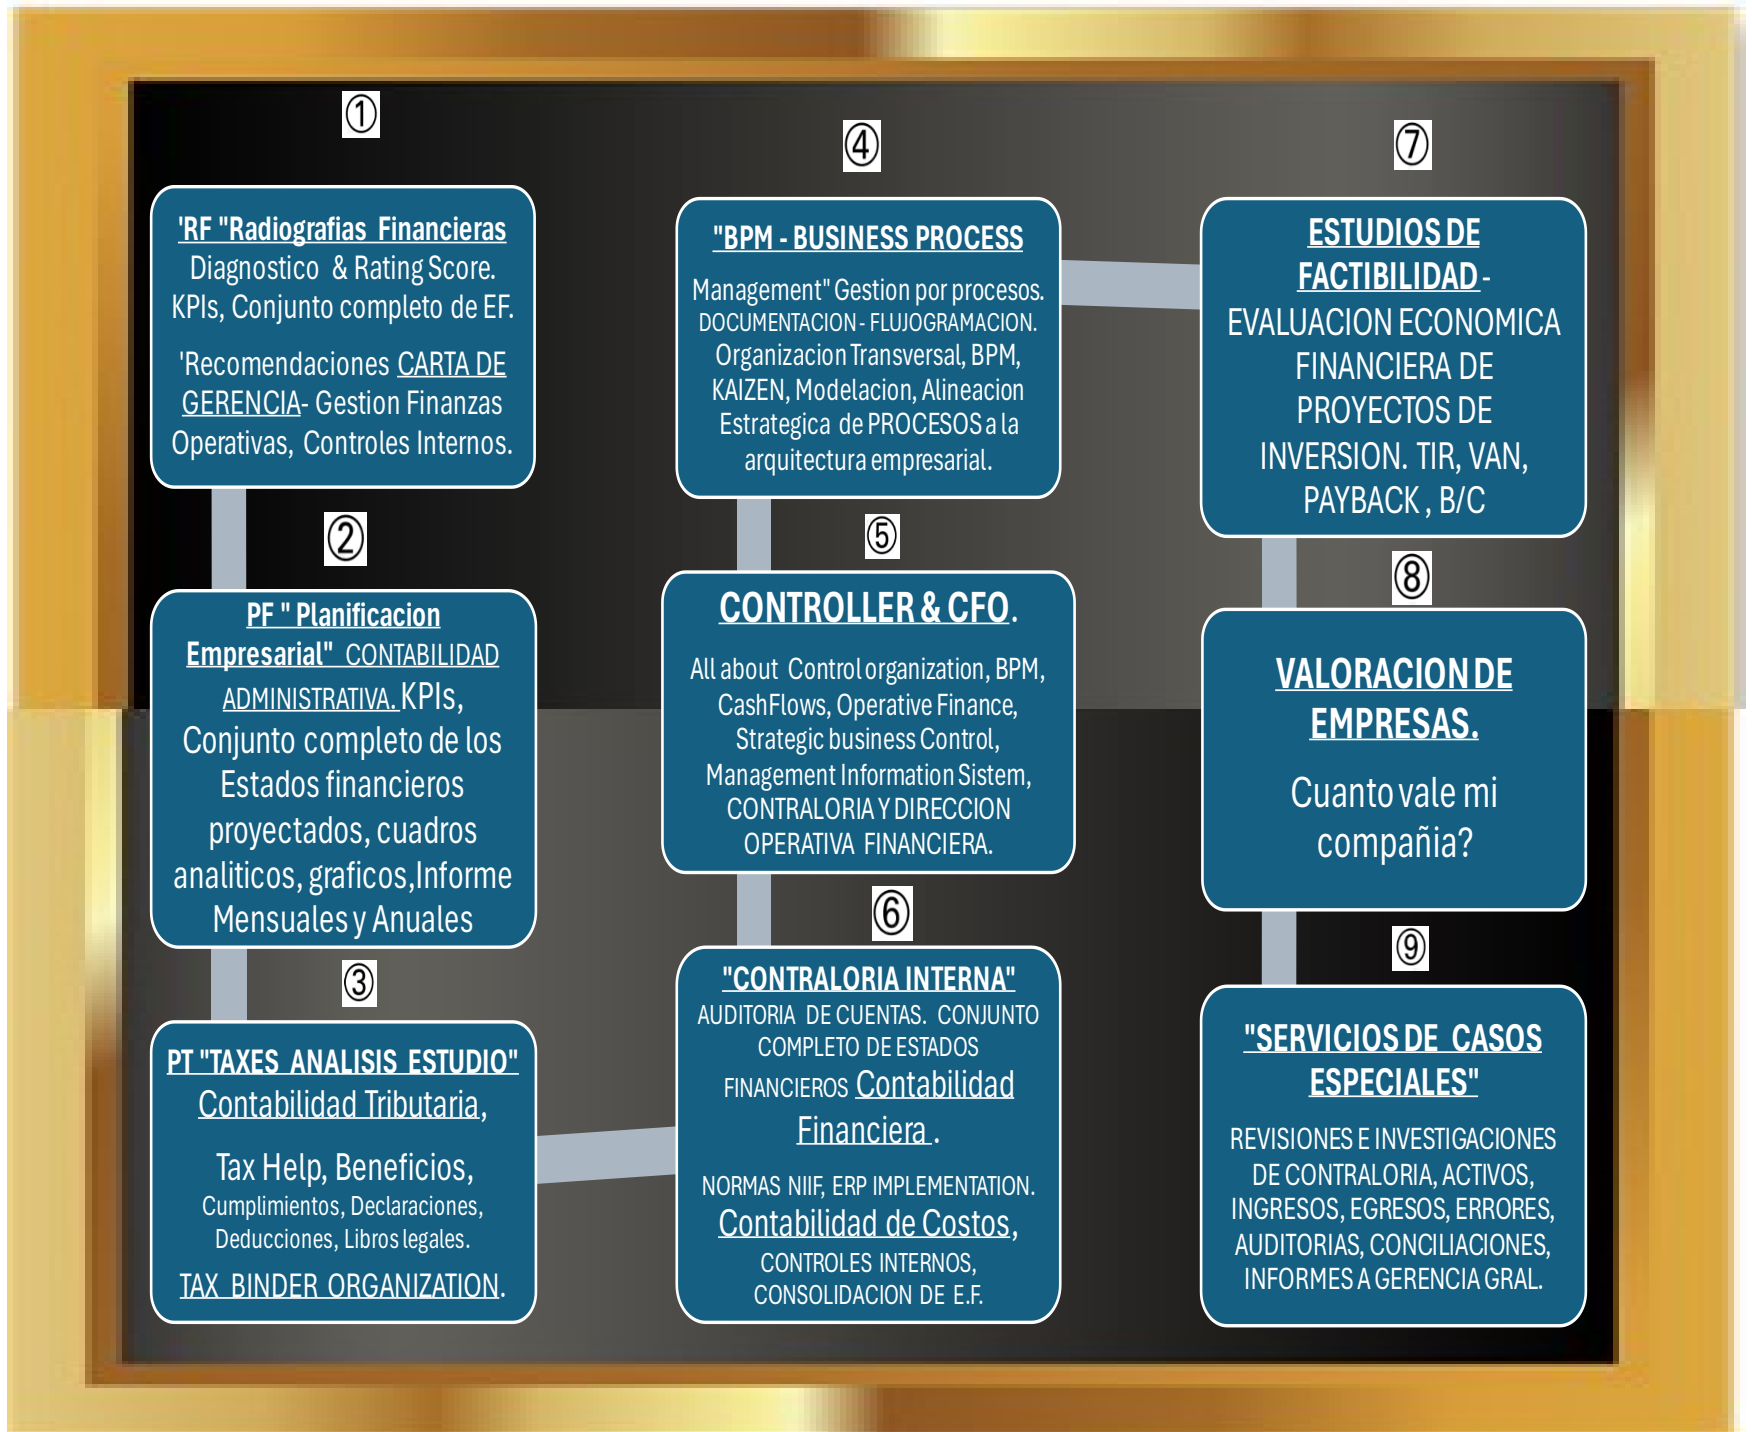 ①
'RF "Radiografias Financieras
Diagnostico & Rating Score.
KPIs, Conjunto completo de EF.
'Recomendaciones CARTA DE
GERENCIA- Gestion Finanzas
Operativas, Controles Internos.
②
PF " Planificacion
Empresarial" CONTABILIDAD
ADMINISTRATIVA. KPIs,
Conjunto completo de los
Estados financieros
proyectados, cuadros
analiticos, graficos,Informe
Mensuales y Anuales
③
PT "TAXES ANALISIS ESTUDIO"
Contabilidad Tributaria,
Tax Help, Beneficios,
Cumplimientos, Declaraciones,
Deducciones, Libros legales.
TAX BINDER ORGANIZATION.
④
"BPM - BUSINESS PROCESS
Management" Gestion por procesos.
DOCUMENTACION - FLUJOGRAMACION.
Organizacion Transversal, BPM,
KAIZEN, Modelacion, Alineacion
Estrategica de PROCESOS a la
arquitectura empresarial.
⑤
CONTROLLER & CFO.
All about Control organization, BPM,
CashFlows, Operative Finance,
Strategic business Control,
Management Information Sistem,
CONTRALORIA Y DIRECCION
OPERATIVA FINANCIERA.
⑥
"CONTRALORIA INTERNA"
AUDITORIA DE CUENTAS. CONJUNTO
COMPLETO DE ESTADOS
FINANCIEROS Contabilidad
Financiera .
NORMAS NIIF, ERP IMPLEMENTATION.
Contabilidad de Costos,
CONTROLES INTERNOS,
CONSOLIDACION DE E.F.
⑦
ESTUDIOS DE
FACTIBILIDAD -
EVALUACION ECONOMICA
FINANCIERA DE
PROYECTOS DE
INVERSION. TIR, VAN,
PAYBACK , B/C
⑧
VALORACION DE
EMPRESAS.
Cuanto vale mi
compañia?
⑨
"SERVICIOS DE CASOS
ESPECIALES"
REVISIONES E INVESTIGACIONES
DE CONTRALORIA, ACTIVOS,
INGRESOS, EGRESOS, ERRORES,
AUDITORIAS, CONCILIACIONES,
INFORMES A GERENCIA GRAL.